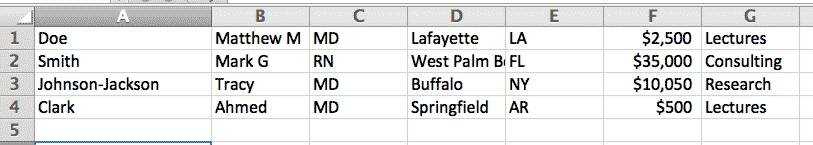 A B C D E F G
1 Doe Matthew M MD Lafayette LA $2,500 Lectures
2 Smith Mark G RN West Palm B FL $35,000 Consulting
3 Johnson-Jackson Tracy MD Buffalo NY $10,050 Research
4 Clark Ahmed MD Springfield AR $500 Lectures
5